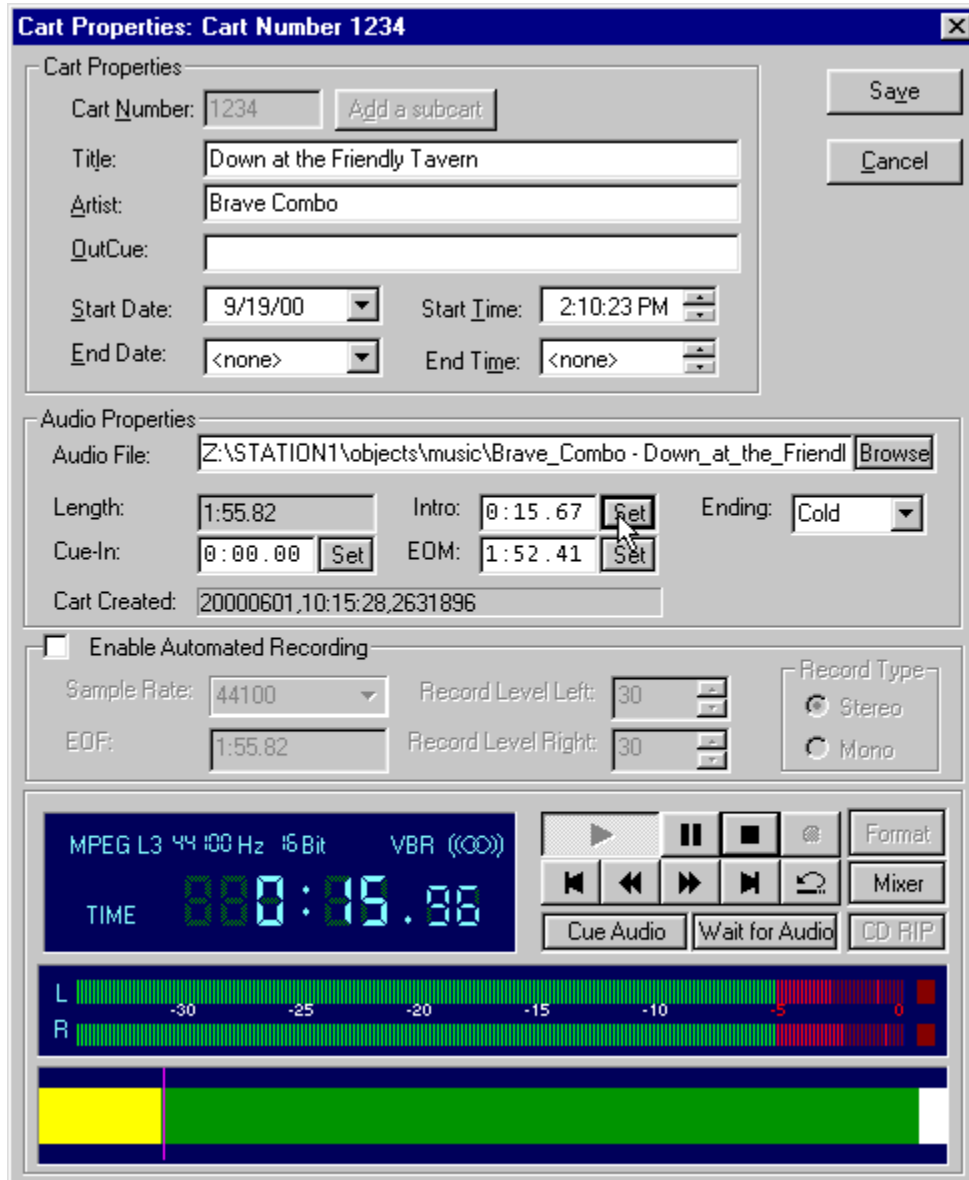 Cart Properties: Cart Number 1234
Cart Properties
Cart Number: 1234 Add a subcart
Save
Title: Down at the Friendly Tavern
Cancel
Artist: Brave Combo
OutCue:
Start Date: 9/19/00 Start Time: 2:10:23 PM
End Date: <none> End Time: <none>
Audio Properties
Audio File: Z:\STATION1\objects\music\Brave_Combo - Down_at_the_Friendl Browse
Length: 1:55.82 Intro: 0:15.67 Set Ending: Cold
Cue-In: 0:00.00 Set EOM: 1:52.41 Set
Cart Created: 20000601,10:15:28,2631896
Enable Automated Recording
Record Type
Sample Rate: 44100 Record Level Left: 30 Stereo
EOF: 1:55.82 Record Level Right: 30 Mono
MPEG L3 44100 Hz 16 Bit VBR
Format
Mixer
TIME 0:15.
Cue Audio Wait for Audio CD RIP
L
-30 -25 -20 -15 -10 -5 0
R